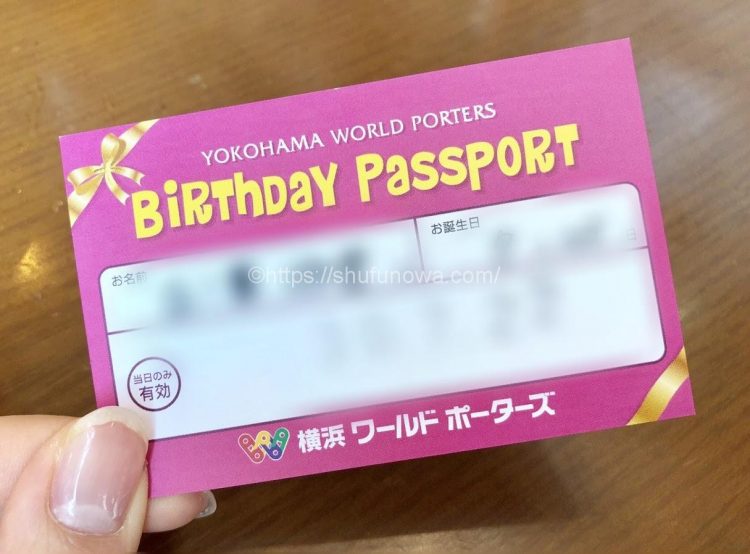 YOKOHAMA WORLD PORTERS
BIRTHDAY PASSPORT
お名前
お誕生日
日
©https://shufunowa.com/
当日のみ
有効
横浜 ワールド ポーターズ